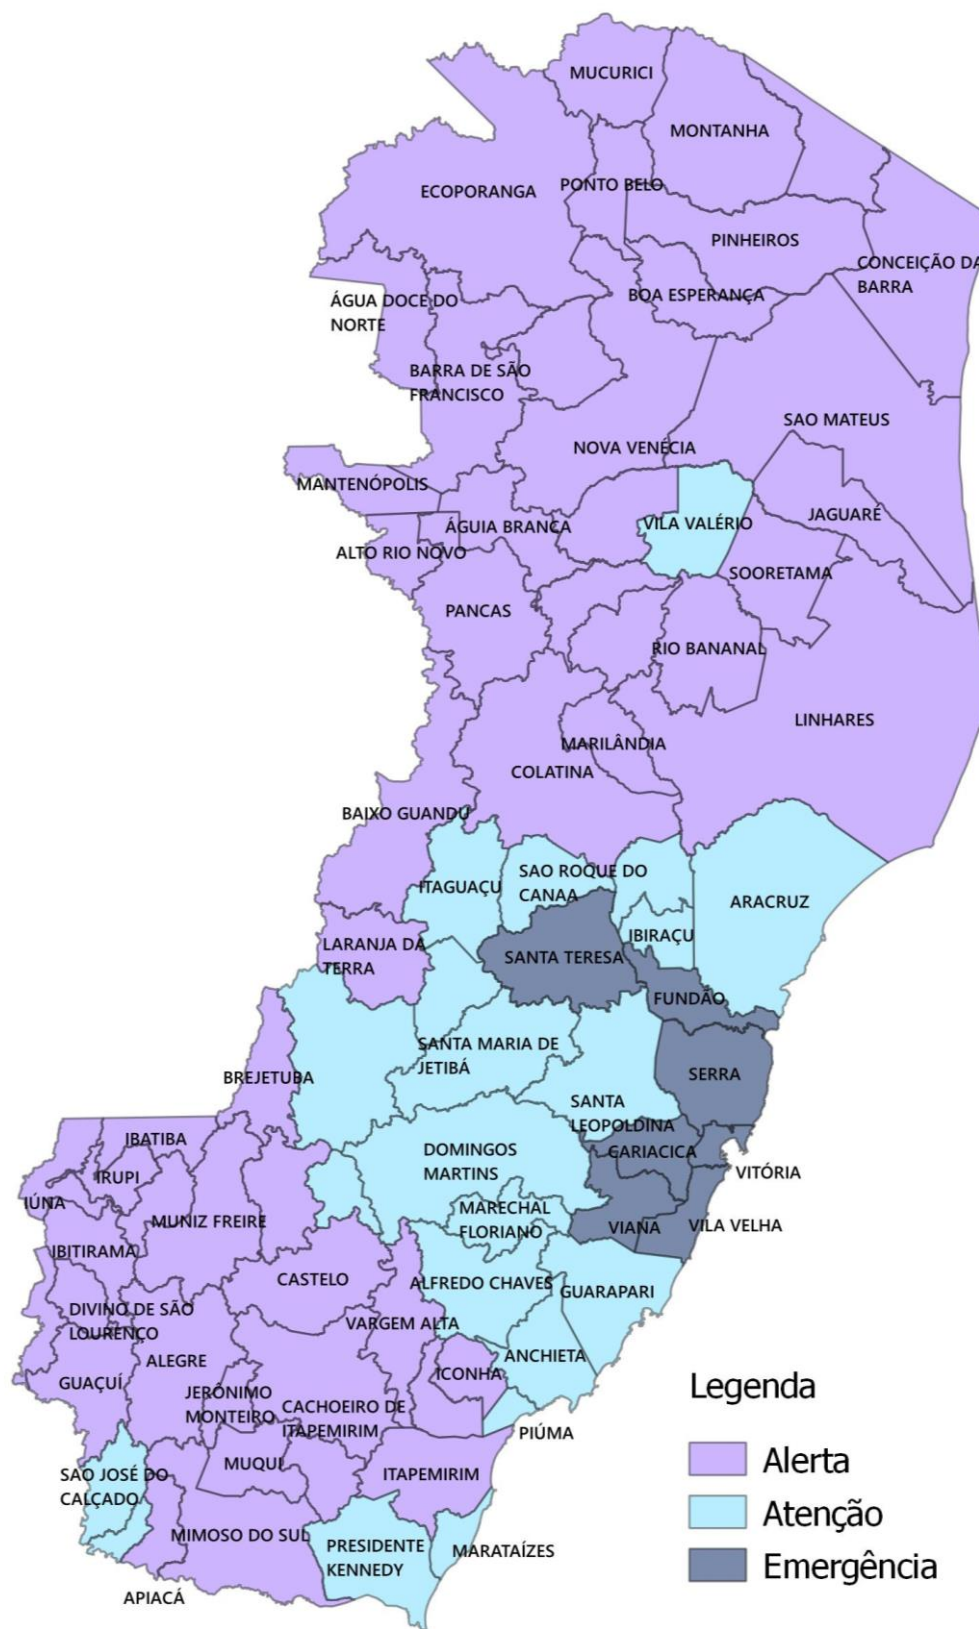 MUCURICI
MONTANHA
ECOPORANGA
PONTO BELO
PINHEIROS
CONCEIÇÃO DA
BARRA
BOA ESPERANÇA
ÁGUA DOCE DO
NORTE
BARRA DE SÃO
FRANCISCO
SAO MATEUS
NOVA VENÉCIA
MANTENÓPOLIS
JAGUARÉ
VILA VALÉRIO
ÁGUIA BRANCA
ALTO RIO NOVO
SOORETAMA
PANCAS
RIO BANANAL
LINHARES
MARILÂNDIA
COLATINA
BAIXO GUANDU
SAO ROQUE DO
CANAA
ITAGUAÇU
ARACRUZ
IBIRAÇU
LARANJA DA
TERRA
SANTA TERESA
FUNDÃO
SANTA MARIA DE
JETIBÁ
SERRA
BREJETUBA
SANTA
LEOPOLDINA
IBATIBA
DOMINGOS
MARTINS
CARIACICA
VITÓRIA
IRUPI
IÚNA
MUNIZ FREIRE
MARECHAL
FLORIANO
VIANA
VILA VELHA
IBITIRAMA
CASTELO
ALFREDO CHAVES
GUARAPARI
DIVINO DE SÃO
LOURENÇO
VARGEM ALTA
ALEGRE
ANCHIETA
GUAÇUÍ
ICONHA
JERÔNIMO
MONTEIRO
CACHOEIRO DE
ITAPEMIRIM
PIÚMA
MUQUI
ITAPEMIRIM
SAO JOSÉ DO
CALÇADO
MIMOSO DO SUL
PRESIDENTE
KENNEDY
MARATAÍZES
APIACÁ
Legenda
Alerta
Atenção
Emergência